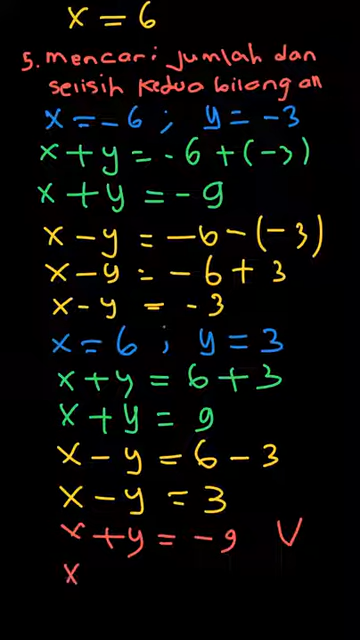 x = 6
5. mencari jumlah dan
selisih kedua bilangan
x = -6 ; y = -3
x + y = -6 + (-3)
x + y = -9
x - y = -6 - (-3)
x - y = -6 + 3
x - y = -3
x = 6 ; y = 3
x + y = 6 + 3
x + y = 9
x - y = 6 - 3
x - y = 3
x + y = -9 V
x